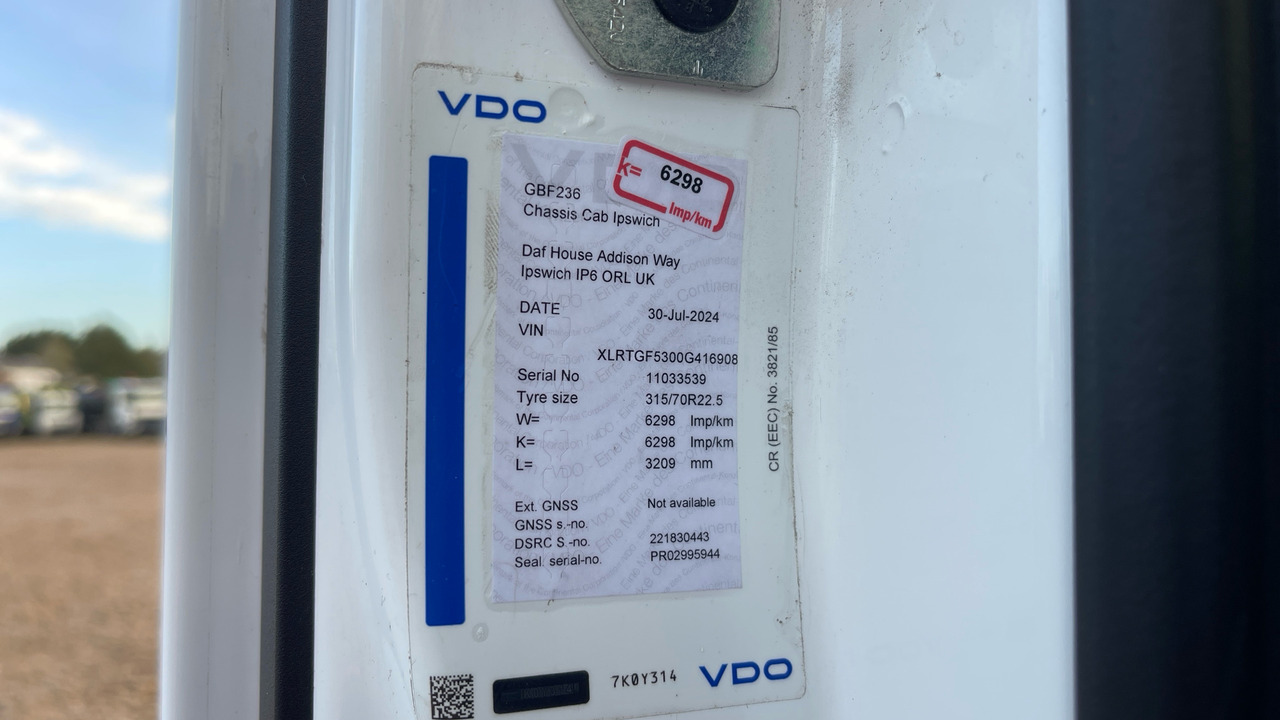 VDO
K= 6298
Imp/km
GBF236
Chassis Cab Ipswich
Daf House Addison Way
Ipswich IP6 ORL UK
DATE 30-Jul-2024
VIN
XLRTGF5300G416908
Serial No 11033539
Tyre size 315/70R22.5
W= 6298 Imp/km
K= 6298 Imp/km
L= 3209 mm
Ext. GNSS Not available
GNSS s.-no.
DSRC S.-no. 221830443
Seal. serial-no. PR02995944
CR (EEC) No. 3821/85
7K0Y314
VDO